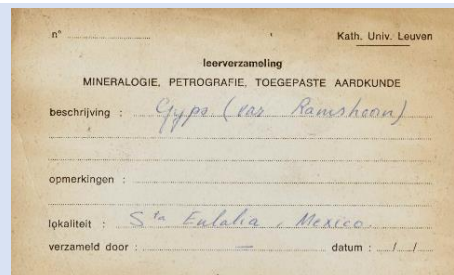 n° Kath. Univ. Leuven
leerverzameling
MINERALOGIE, PETROGRAFIE, TOEGEPASTE AARDKUNDE
beschrijving : Gyps (var Ramshoorn)
opmerkingen :
lokaliteit : Sta Eulalia, Mexico
verzameld door : — datum : / /